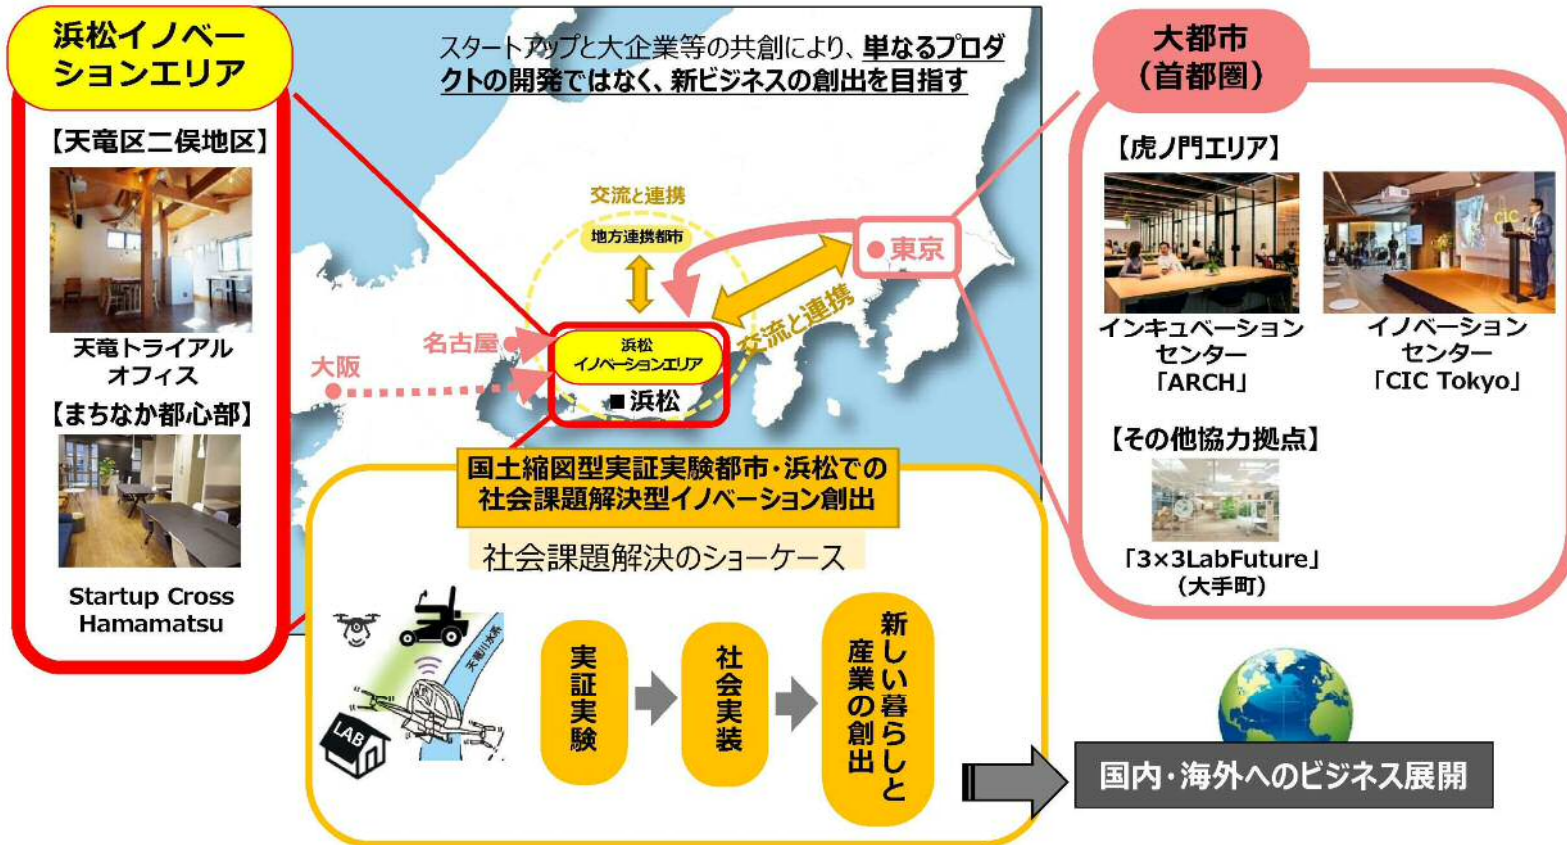 浜松イノベー
ションエリア
【天竜区二俣地区】
天竜トライアル
オフィス
【まちなか都心部】
Startup Cross
Hamamatsu
スタートアップと大企業等の共創により、単なるプロダ
クトの開発ではなく、新ビジネスの創出を目指す
交流と連携
地方連携都市
東京
交流と連携
名古屋
大阪
浜松
イノベーションエリア
■浜松
大都市
（首都圏）
【虎ノ門エリア】
CIC
インキュベーション
センター
「ARCH」
イノベーション
センター
「CIC Tokyo」
【その他協力拠点】
「3×3LabFuture」
（大手町）
国土縮図型実証実験都市・浜松での
社会課題解決型イノベーション創出
社会課題解決のショーケース
天竜川水系
LAB
実証実験
社会実装
新しい暮らしと
産業の創出
国内・海外へのビジネス展開